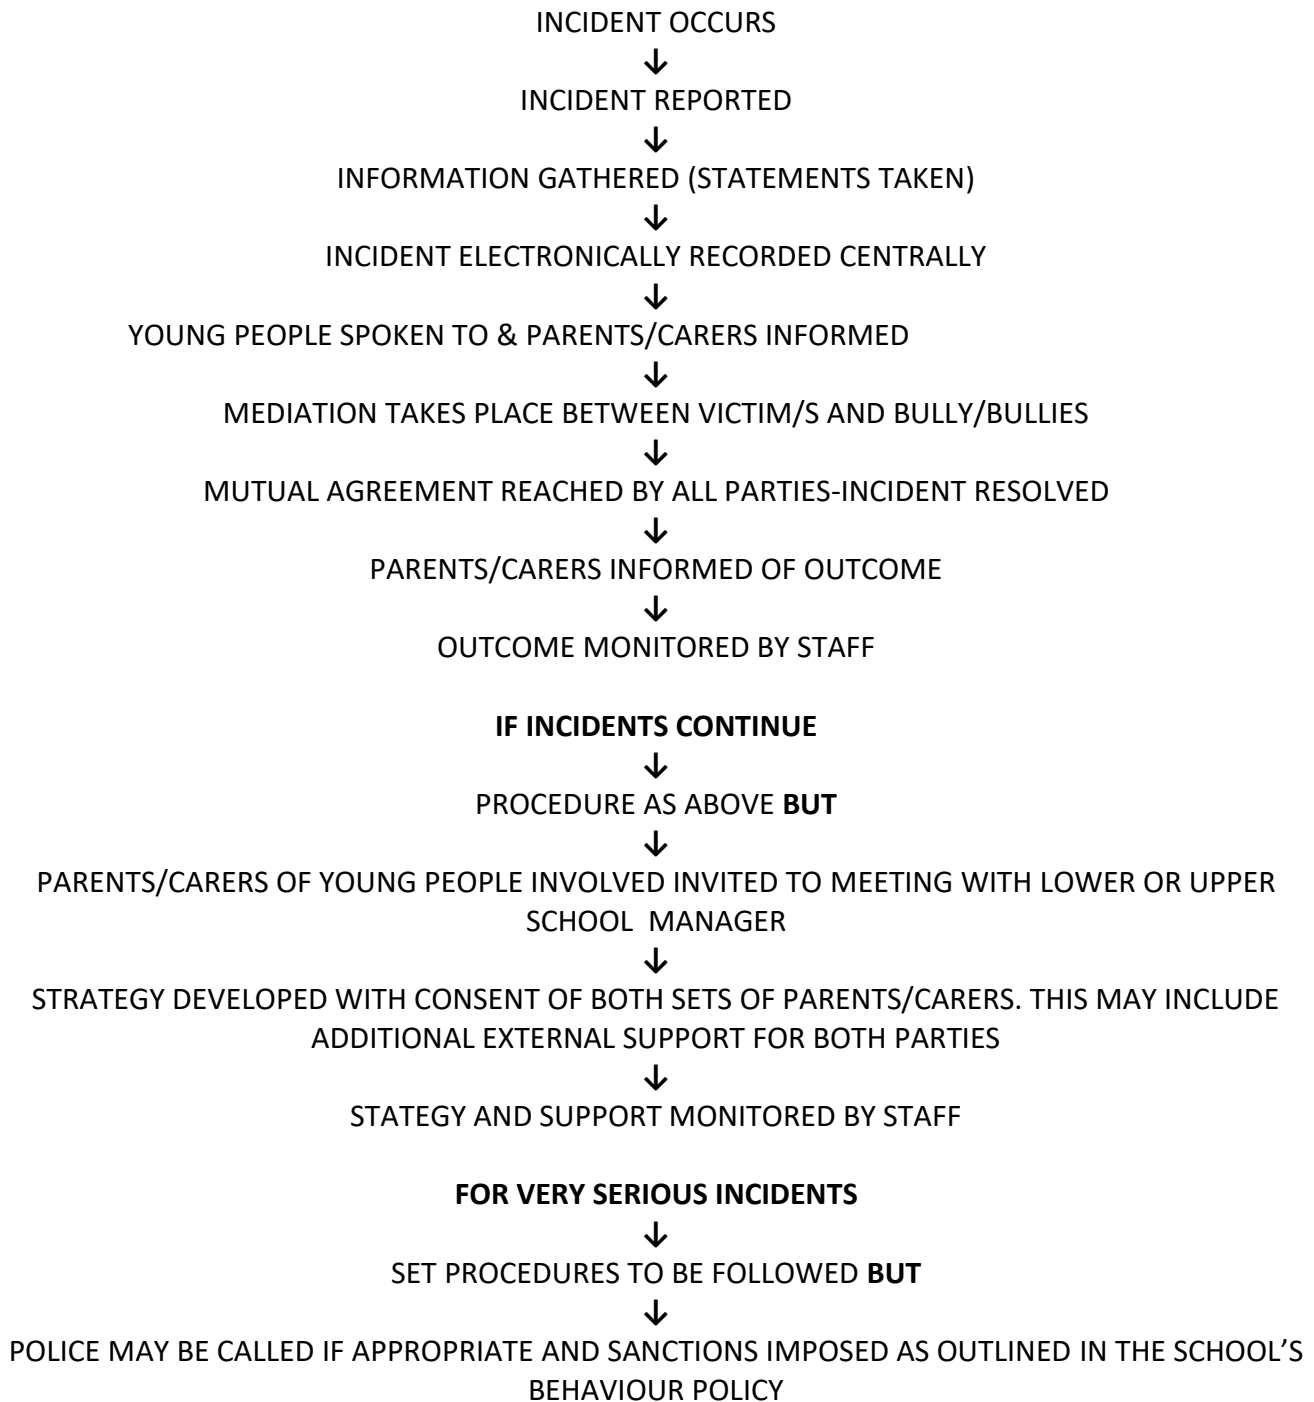 INCIDENT OCCURS
↓
INCIDENT REPORTED
↓
INFORMATION GATHERED (STATEMENTS TAKEN)
↓
INCIDENT ELECTRONICALLY RECORDED CENTRALLY
↓
YOUNG PEOPLE SPOKEN TO & PARENTS/CARERS INFORMED
↓
MEDIATION TAKES PLACE BETWEEN VICTIM/S AND BULLY/BULLIES
↓
MUTUAL AGREEMENT REACHED BY ALL PARTIES-INCIDENT RESOLVED
↓
PARENTS/CARERS INFORMED OF OUTCOME
↓
OUTCOME MONITORED BY STAFF
IF INCIDENTS CONTINUE
↓
PROCEDURE AS ABOVE BUT
↓
PARENTS/CARERS OF YOUNG PEOPLE INVOLVED INVITED TO MEETING WITH LOWER OR UPPER
SCHOOL MANAGER
↓
STRATEGY DEVELOPED WITH CONSENT OF BOTH SETS OF PARENTS/CARERS. THIS MAY INCLUDE
ADDITIONAL EXTERNAL SUPPORT FOR BOTH PARTIES
↓
STATEGY AND SUPPORT MONITORED BY STAFF
FOR VERY SERIOUS INCIDENTS
↓
SET PROCEDURES TO BE FOLLOWED BUT
↓
POLICE MAY BE CALLED IF APPROPRIATE AND SANCTIONS IMPOSED AS OUTLINED IN THE SCHOOL’S
BEHAVIOUR POLICY